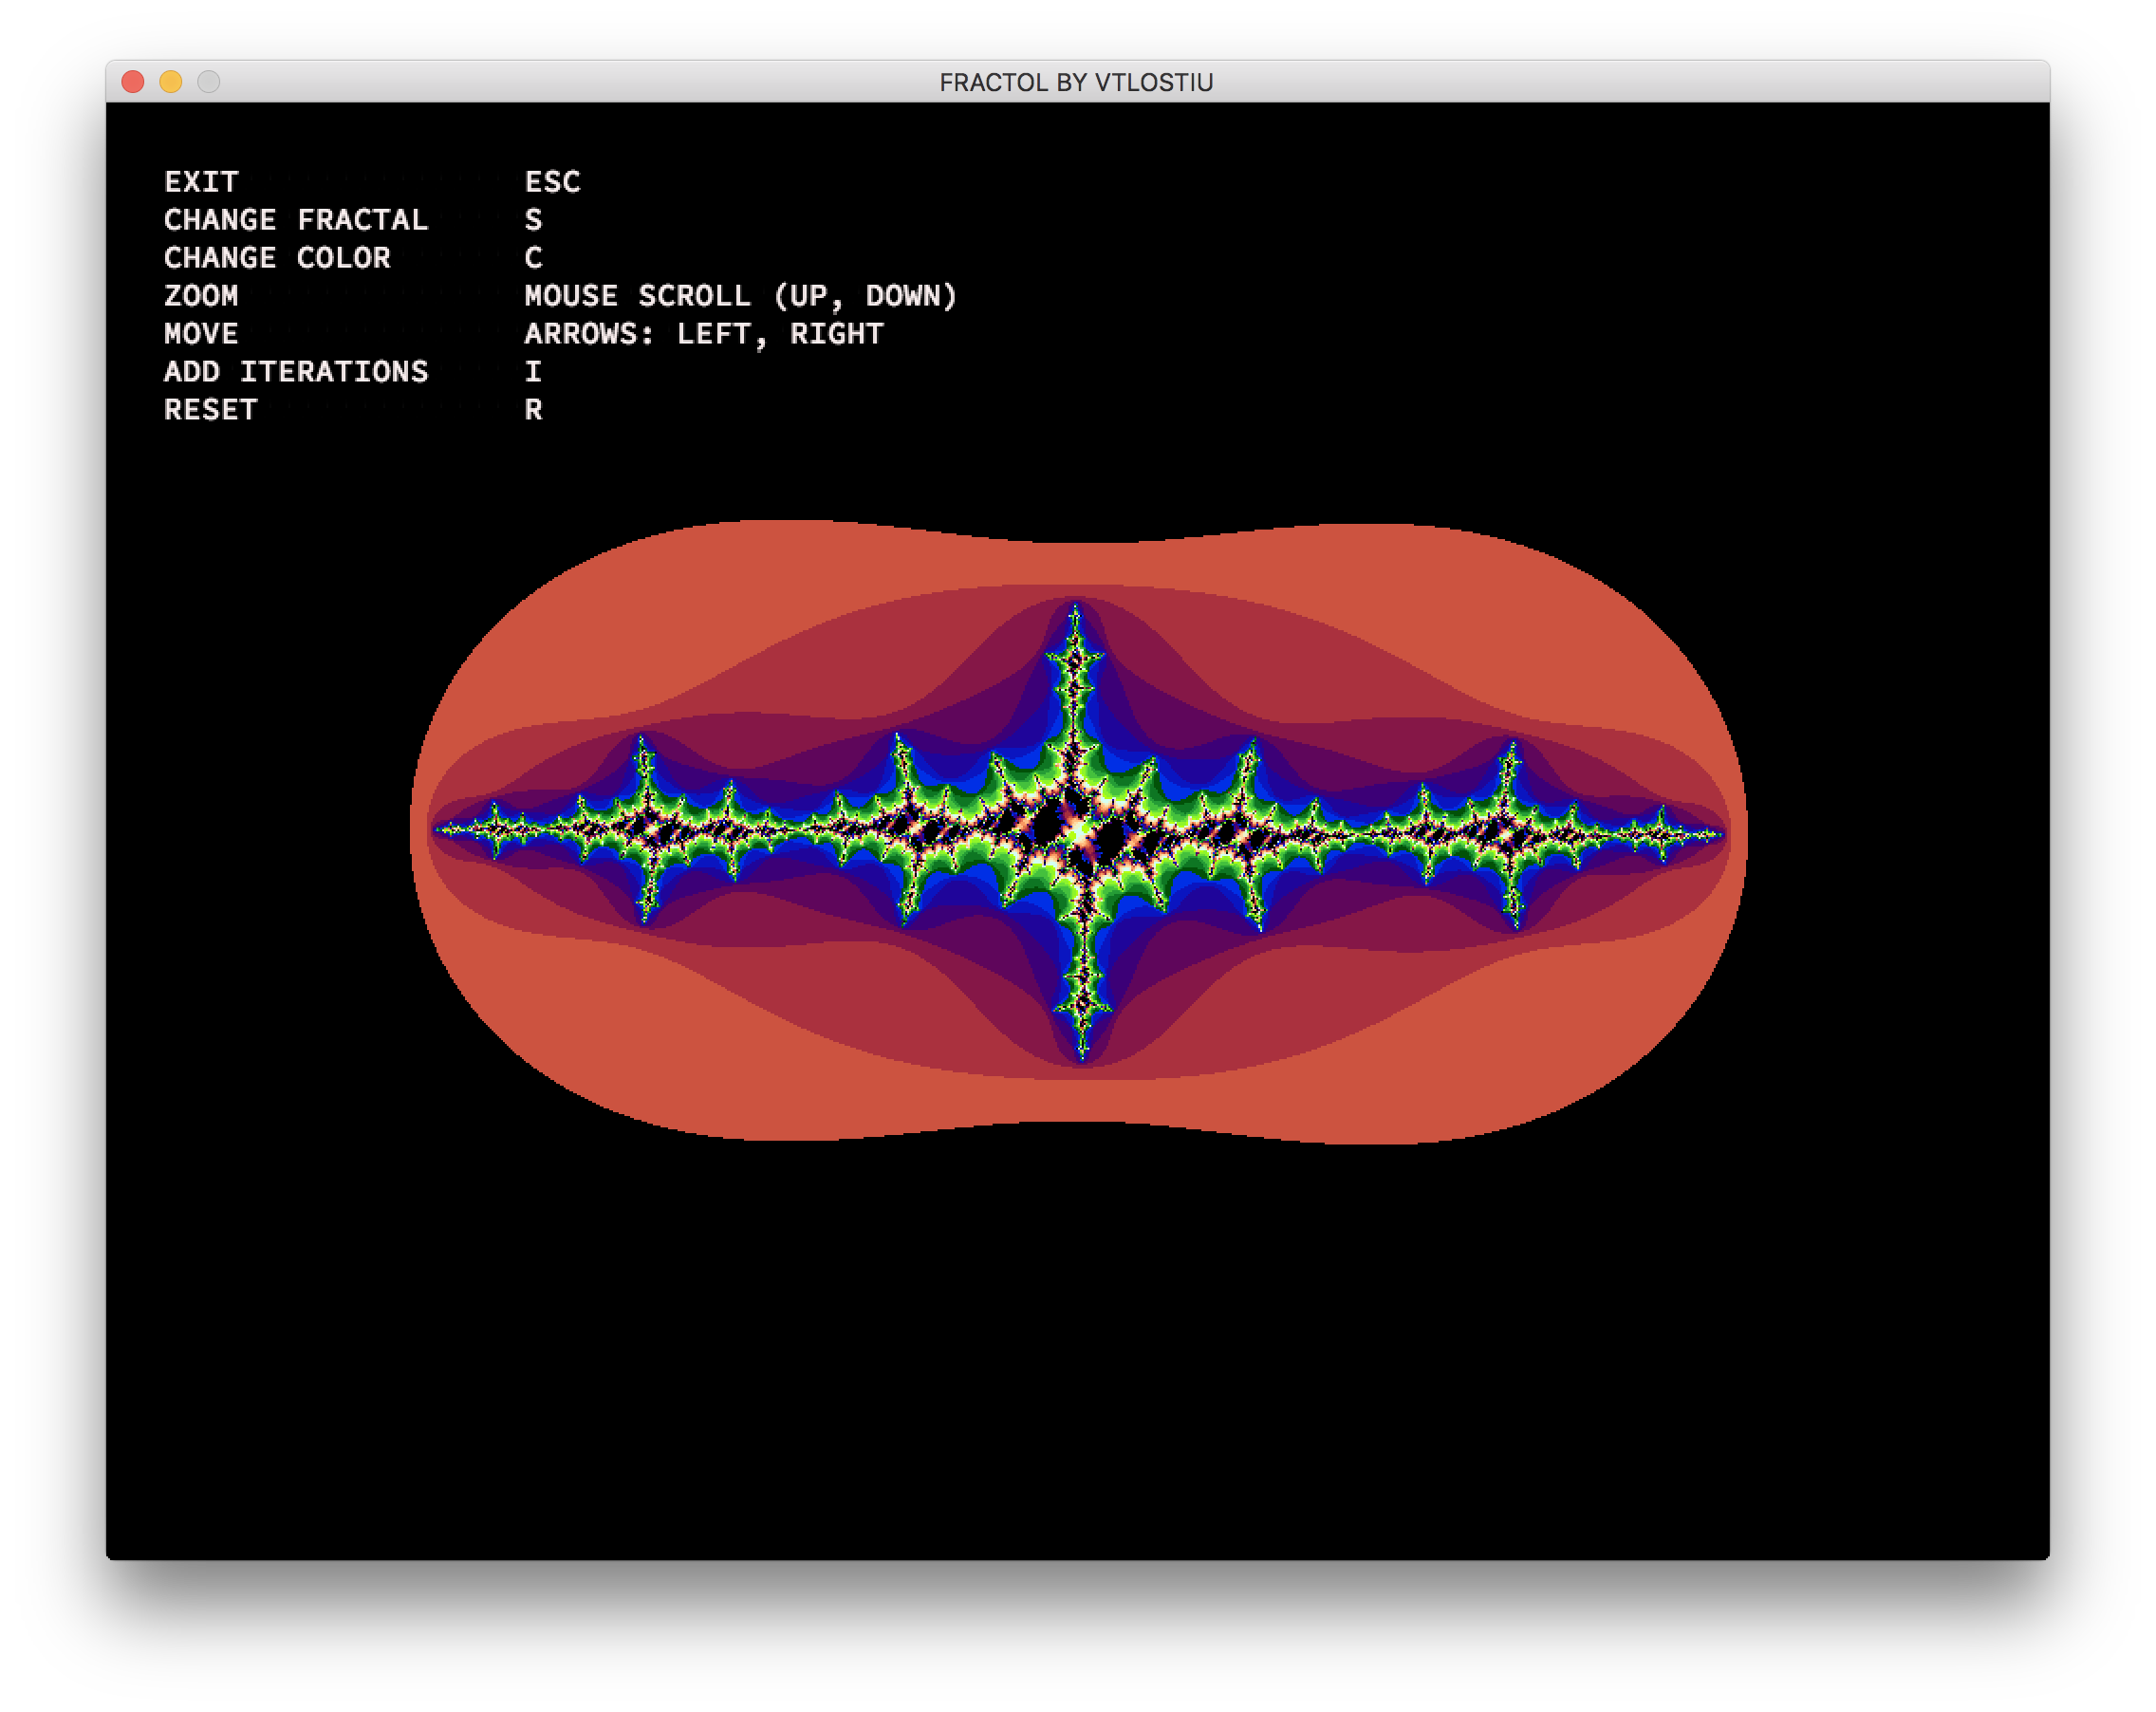 FRACTOL BY VTLOSTIU
EXIT ESC
CHANGE FRACTAL S
CHANGE COLOR C
ZOOM MOUSE SCROLL (UP, DOWN)
MOVE ARROWS: LEFT, RIGHT
ADD ITERATIONS I
RESET R